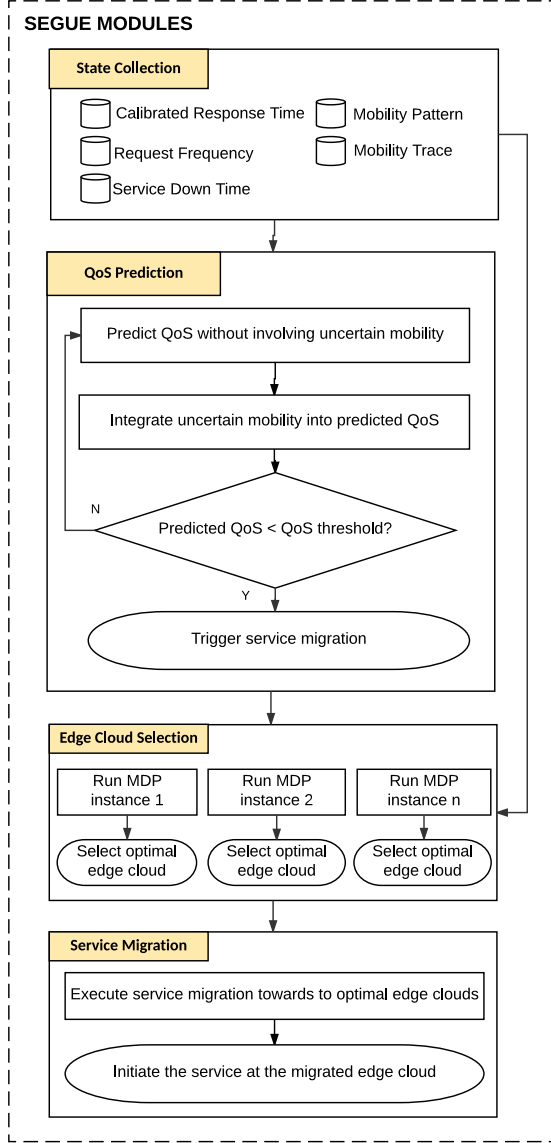 SEGUE MODULES
State Collection
Calibrated Response Time
Mobility Pattern
Request Frequency
Mobility Trace
Service Down Time
QoS Prediction
Predict QoS without involving uncertain mobility
Integrate uncertain mobility into predicted QoS
N
Predicted QoS < QoS threshold?
Y
Trigger service migration
Edge Cloud Selection
Run MDP
instance 1
Run MDP
instance 2
Run MDP
instance n
Select optimal
edge cloud
Select optimal
edge cloud
Select optimal
edge cloud
Service Migration
Execute service migration towards to optimal edge clouds
Initiate the service at the migrated edge cloud